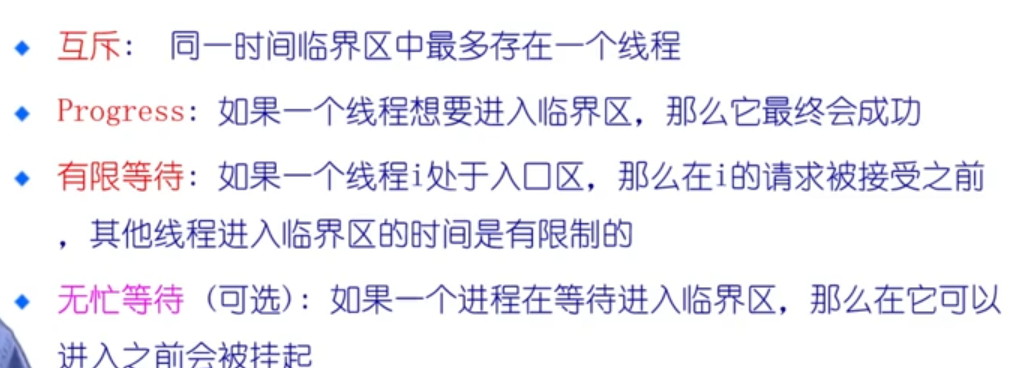 互斥: 同一时间临界区中最多存在一个线程
Progress: 如果一个线程想要进入临界区，那么它最终会成功
有限等待: 如果一个线程i处于入口区，那么在i的请求被接受之前
，其他线程进入临界区的时间是有限制的
无忙等待 (可选): 如果一个进程在等待进入临界区，那么在它可以
进入之前会被挂起